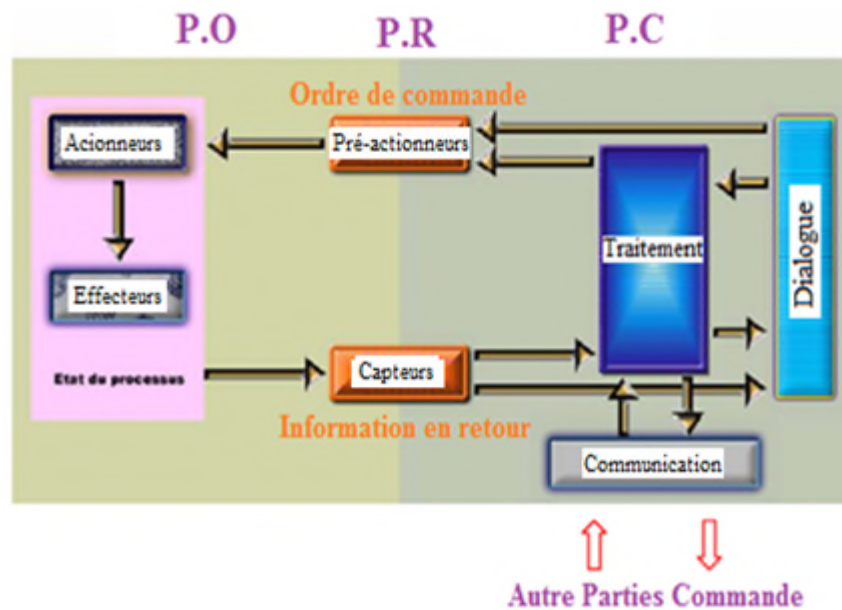 P.O P.R P.C
Ordre de commande
Acionneurs
Pré-actionneurs
Traitement
Dialogue
Effecteurs
Etat du processus
Capteurs
Information en retour
Communication
Autre Parties Commande